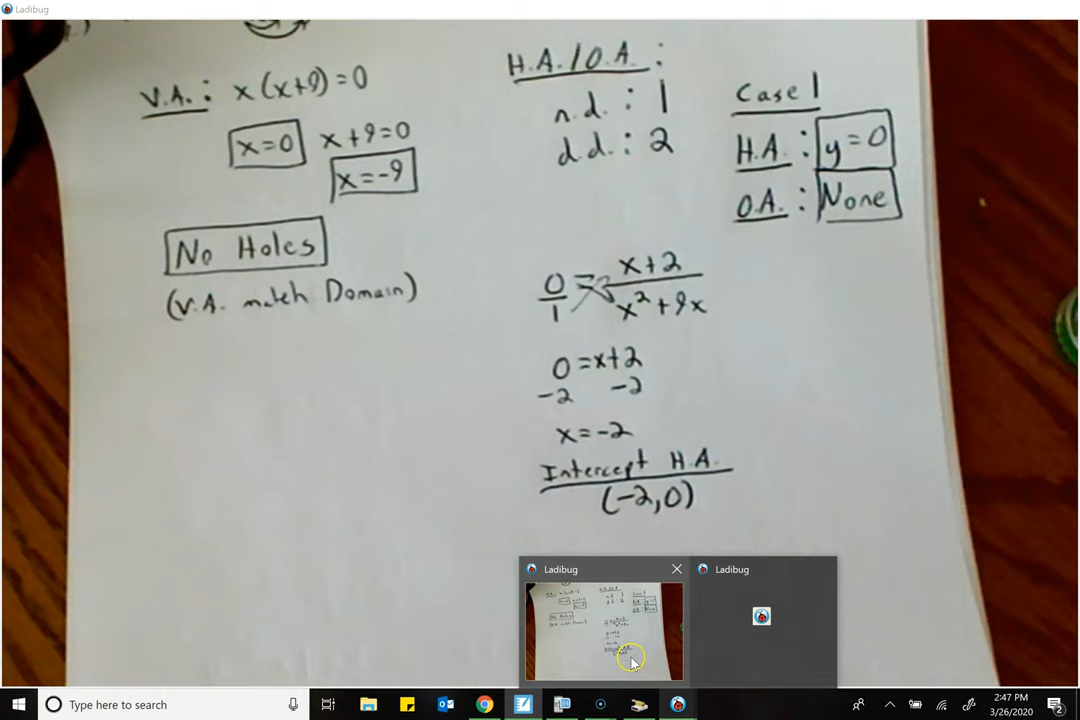 Ladibug
V.A. : x(x+9)=0
x=0 x+9=0
x=-9
No Holes
(V.A. match Domain)
H.A./O.A. :
n.d. : 1
d.d. : 2
Case 1
H.A. : y=0
O.A. : None
0/1 = x+2/x²+9x
0=x+2
-2 -2
x=-2
Intercept H.A.
(-2,0)
Ladibug
Ladibug
Type here to search
2:47 PM
3/26/2020
2